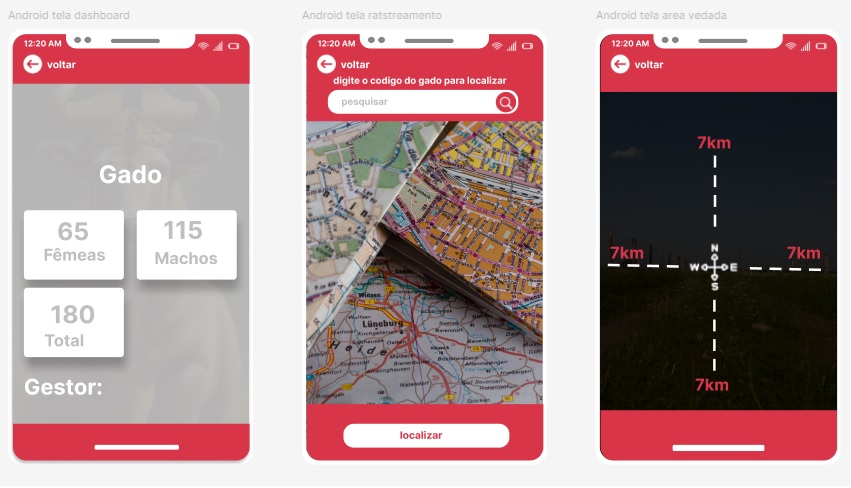 Android tela dashboard
12:20 AM
voltar
Gado
65
Fêmeas
115
Machos
180
Total
Gestor:
Android tela ratstreamento
12:20 AM
voltar
digite o codigo do gado para localizar
pesquisar
Winsen
Lüneburg
Heide
localizar
Android tela area vedada
12:20 AM
voltar
7km
7km
7km
N
W E
S
7km